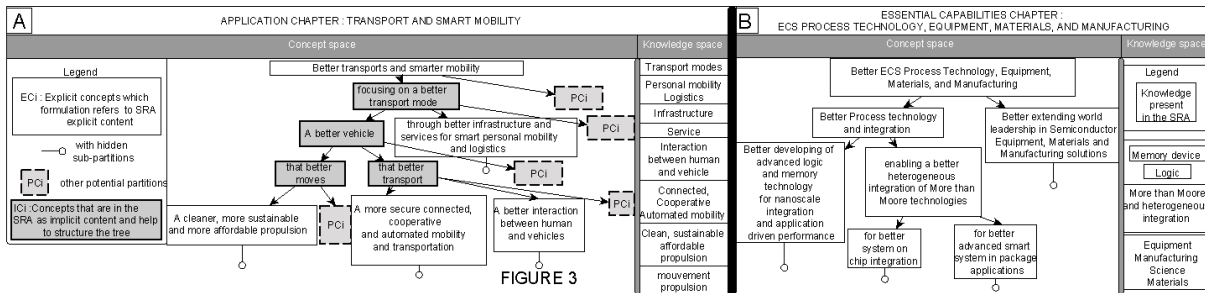 A
APPLICATION CHAPTER : TRANSPORT AND SMART MOBILITY
Concept space
Knowledge space
Legend
ECi : Explicit concepts which
formulation refers to SRA
explicit content
with hidden
sub-partitions
PCi
other potential partitions
ICi :Concepts that are in the
SRA as implicit content and help
to structure the tree
Better transports and smarter mobility
focusing on a better
transport mode
PCi
A better vehicle
through better infrastructure and
services for smart personal mobility
and logistics
PCi
that better
moves
that better
transport
PCi
A cleaner, more sustainable
and more affordable propulsion
PCi
A more secure connected,
cooperative
and automated mobility
and transportation
A better interaction
between human
and vehicles
PCi
Transport modes
Personal mobility
Logistics
Infrastructure
Service
Interaction
between human
and vehicle
Connected,
Cooperative
Automated mobility
Clean, sustainable
affordable
propulsion
mouvement
propulsion
FIGURE 3
B
ESSENTIAL CAPABILITIES CHAPTER :
ECS PROCESS TECHNOLOGY, EQUIPMENT, MATERIALS, AND MANUFACTURING
Concept space
Knowledge space
Better ECS Process Technology, Equipment,
Materials, and Manufacturing
Better Process technology
and integration
Better extending world
leadership in Semiconductor
Equipment, Materials and
Manufacturing solutions
Better developing of
advanced logic
and memory
technology
for nanoscale
integration
and application
driven performance
enabling a better
heterogeneous
integration of More than
Moore technologies
for better
system on
chip integration
for better
advanced smart
system in package
applications
Legend
Knowledge
present
in the SRA
Memory device
Logic
More than Moore
and heterogeneous
integration
Equipment
Manufacturing
Science
Materials